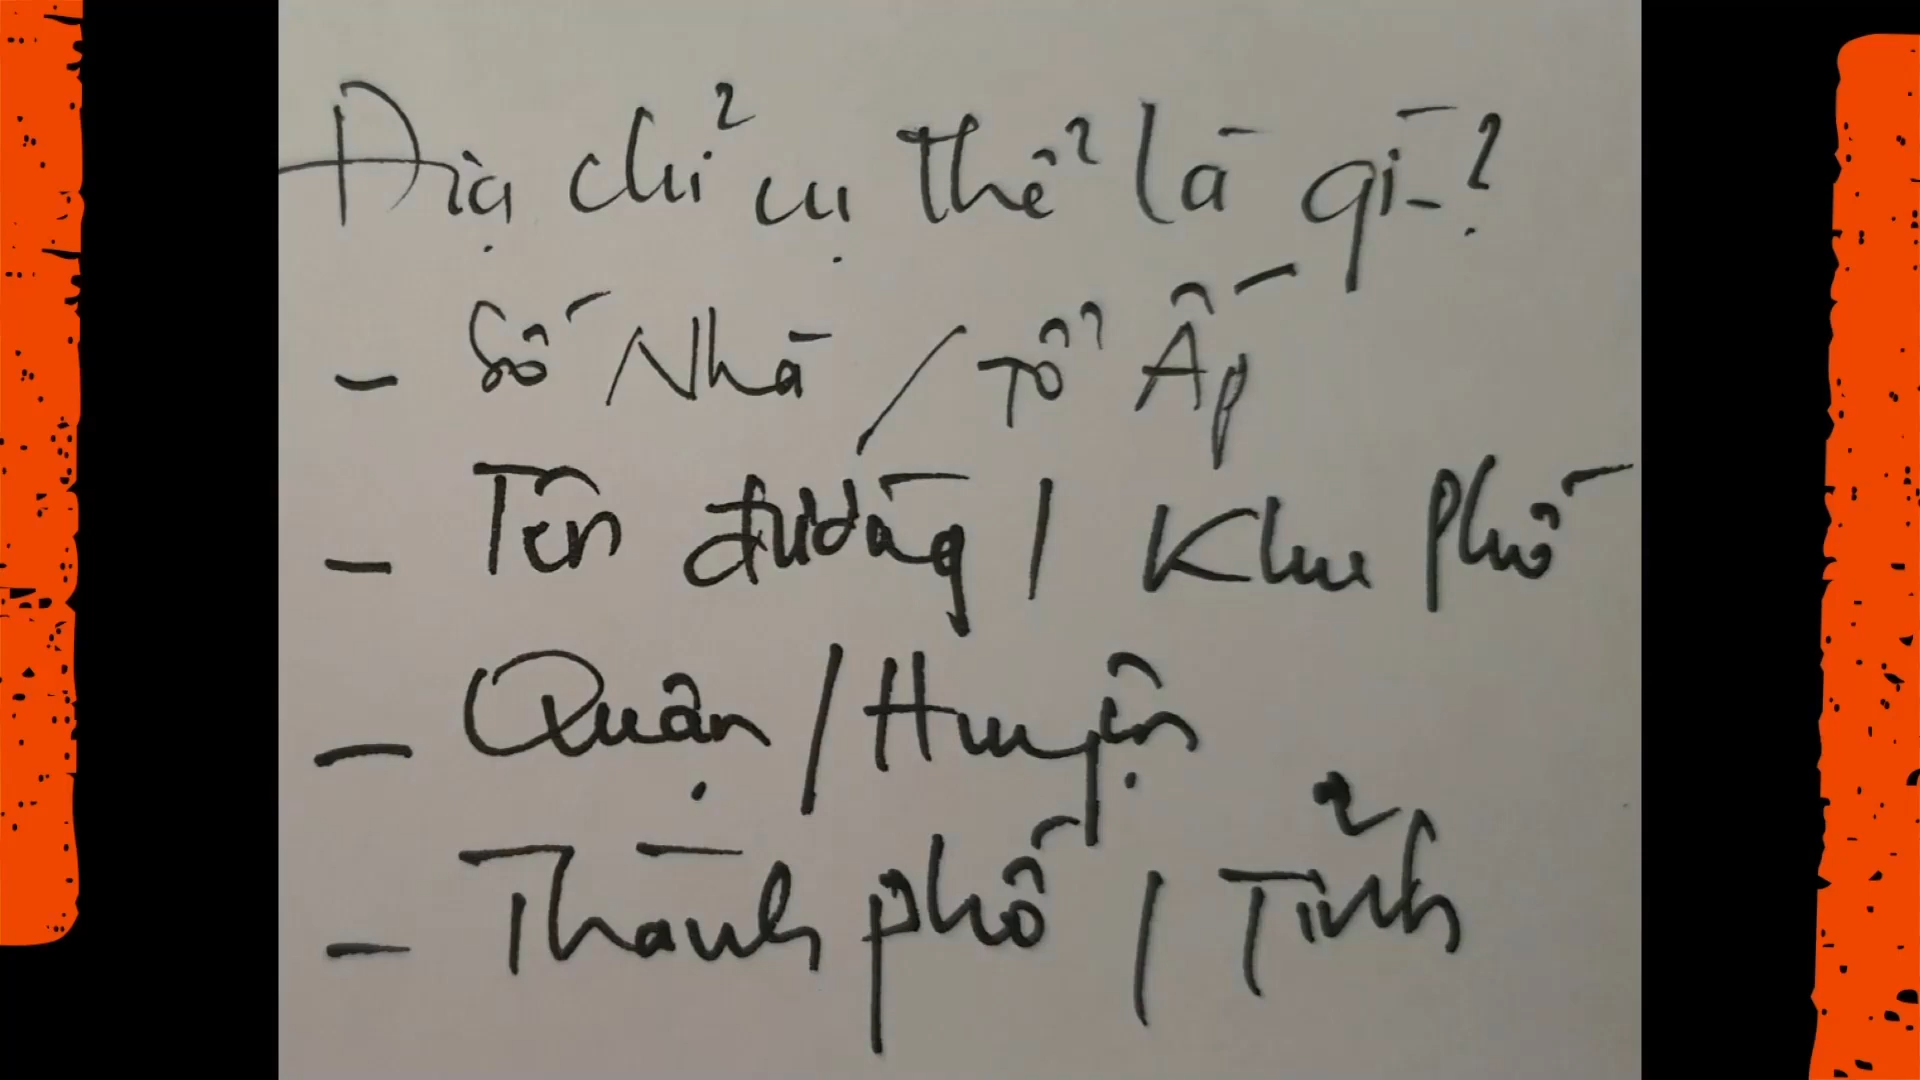 Địa chỉ cụ thể là gì?
- Số Nhà / Tổ Ấp
- Tên đường / Khu phố
- Quận / Huyện
- Thành phố / Tỉnh